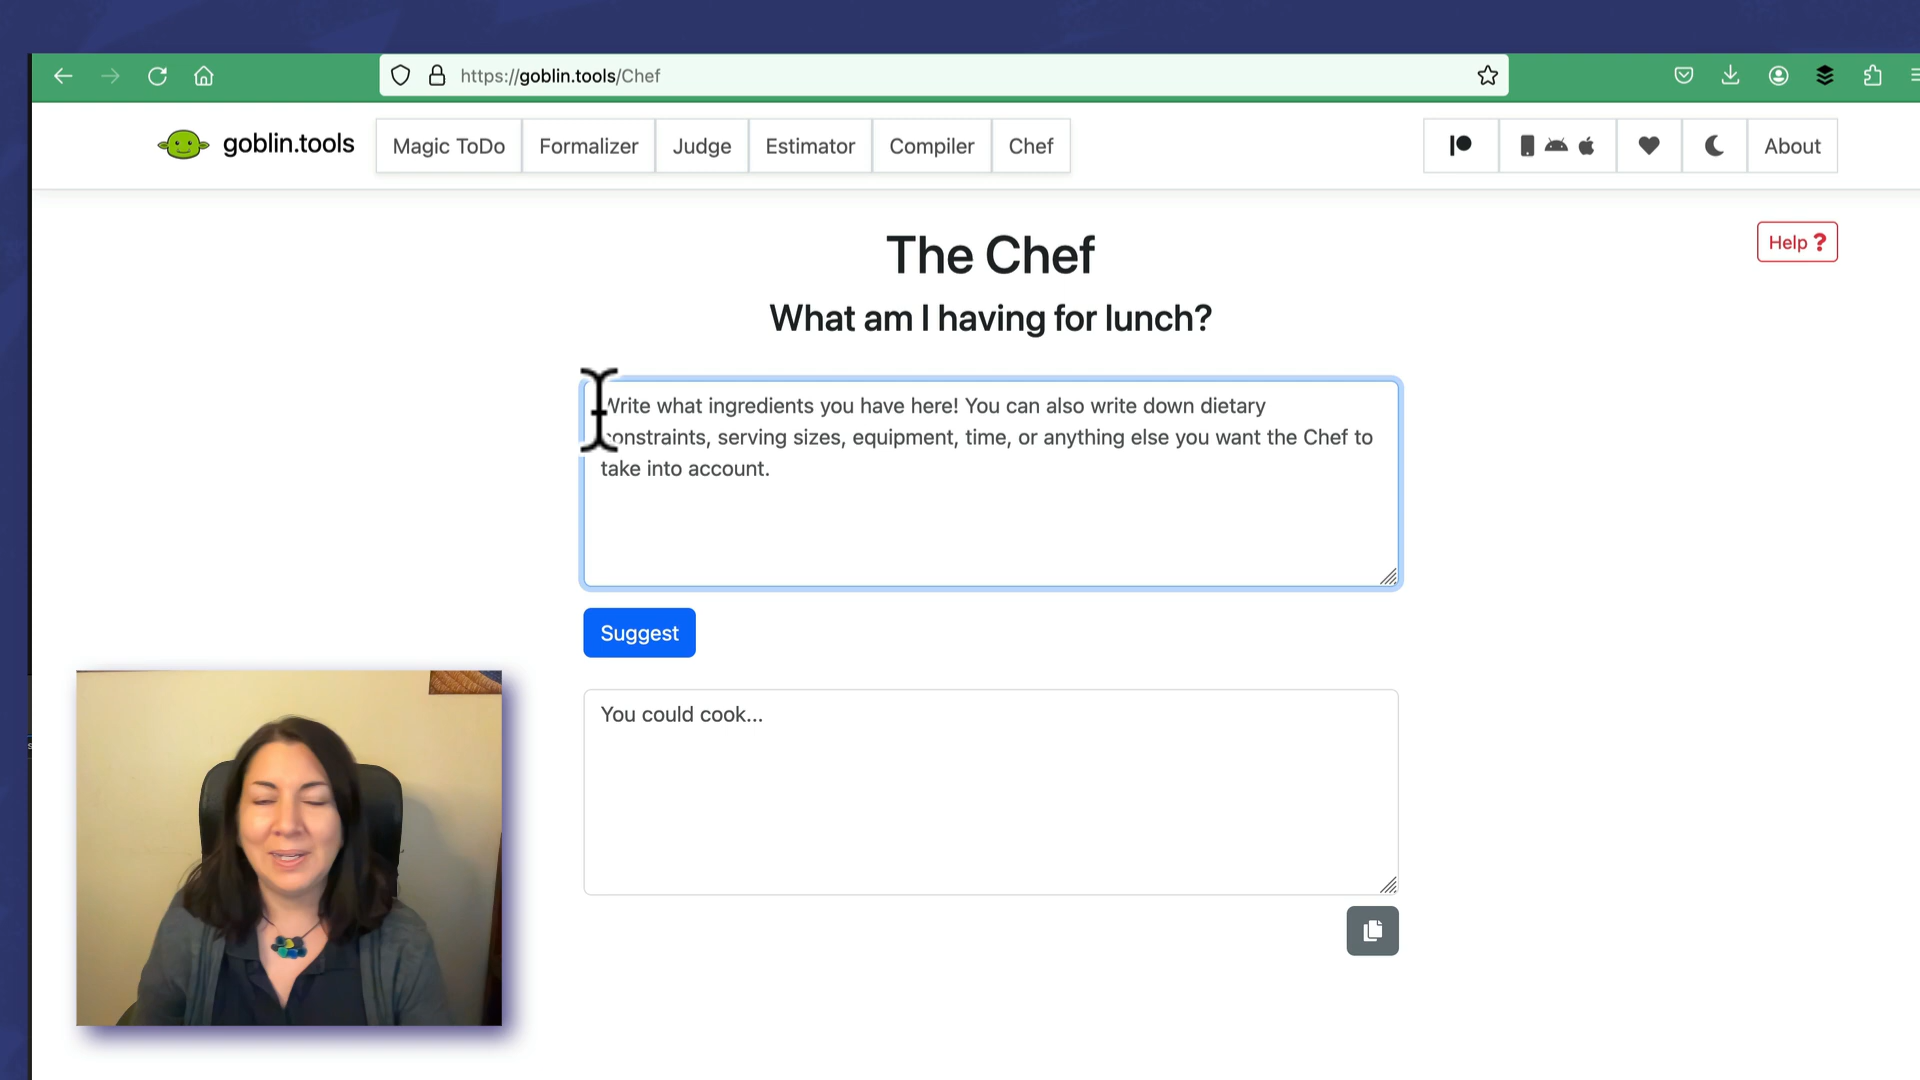 https://goblin.tools/Chef
goblin.tools
Magic ToDo
Formalizer
Judge
Estimator
Compiler
Chef
About
Help ?
The Chef
What am I having for lunch?
Write what ingredients you have here! You can also write down dietary
constraints, serving sizes, equipment, time, or anything else you want the Chef to
take into account.
Suggest
You could cook...